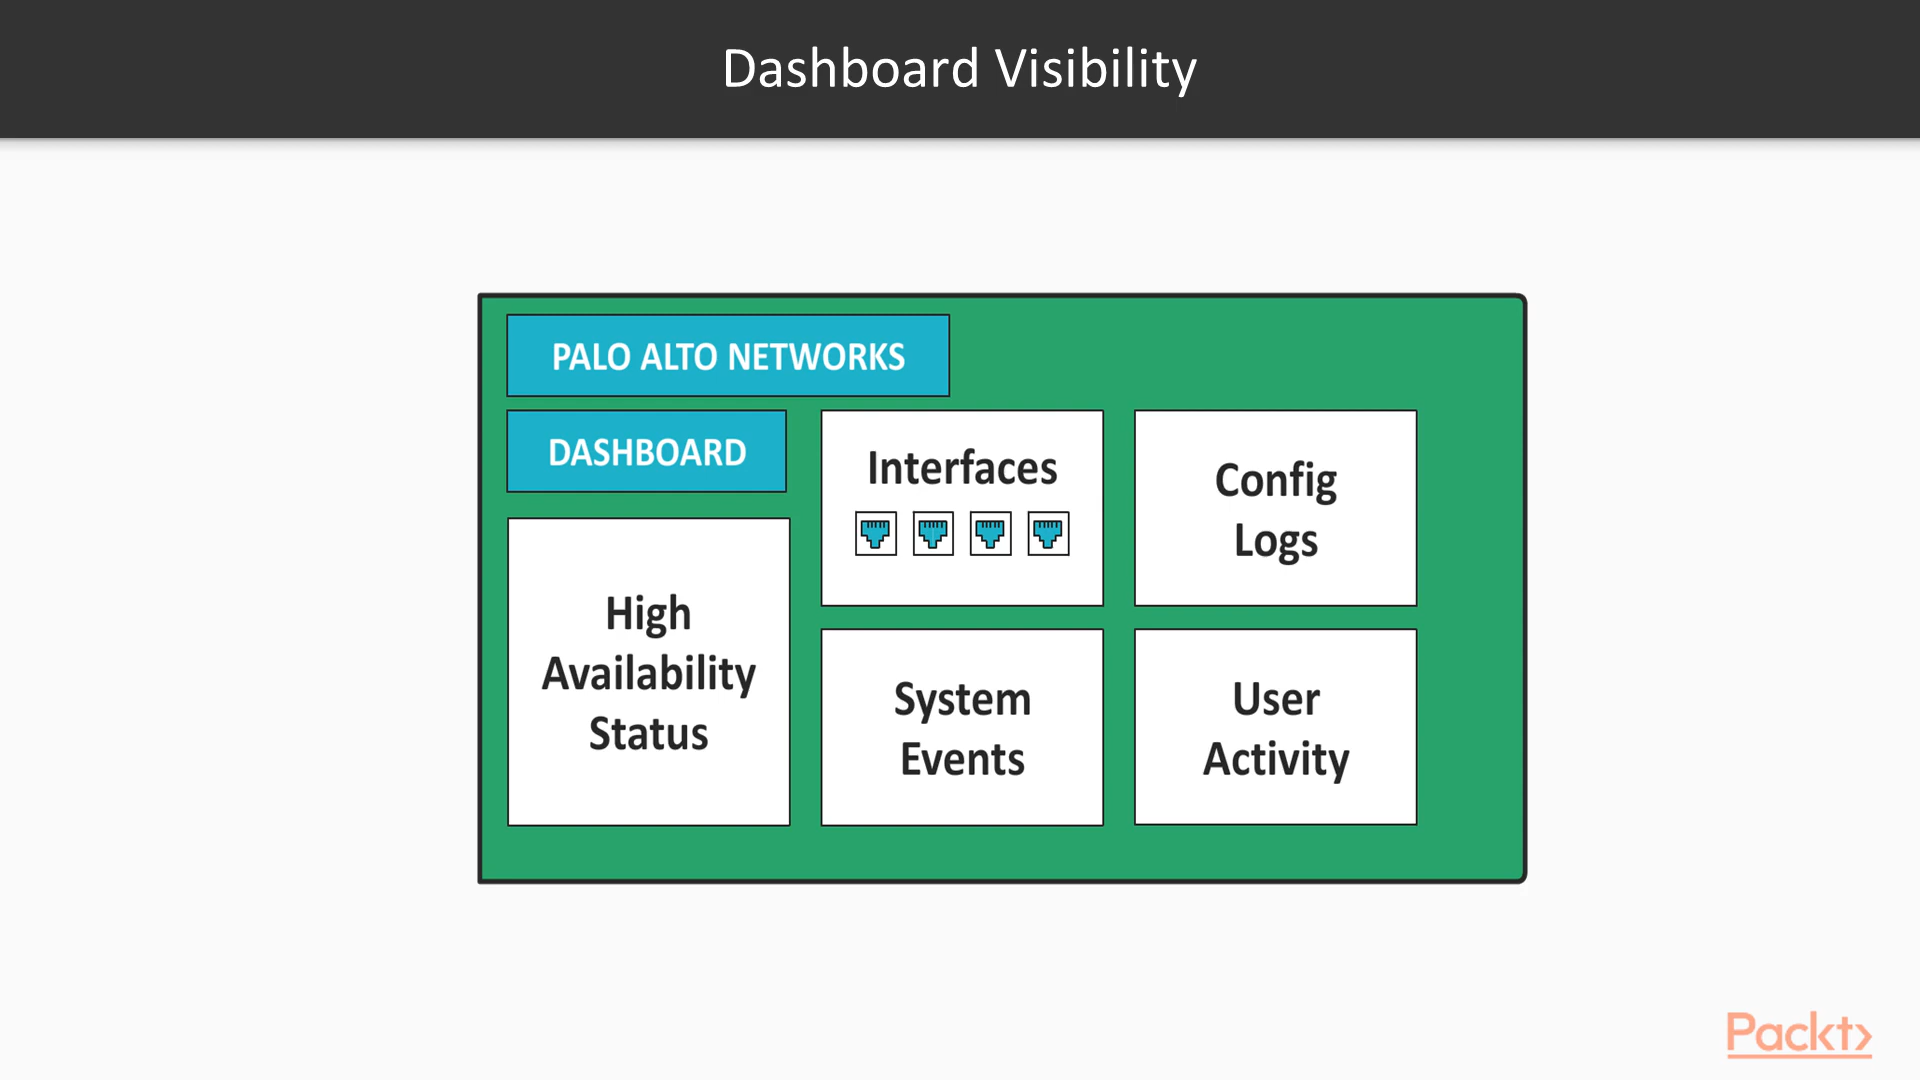 Dashboard Visibility
PALO ALTO NETWORKS
DASHBOARD
High
Availability
Status
Interfaces
System
Events
Config
Logs
User
Activity
Packt>